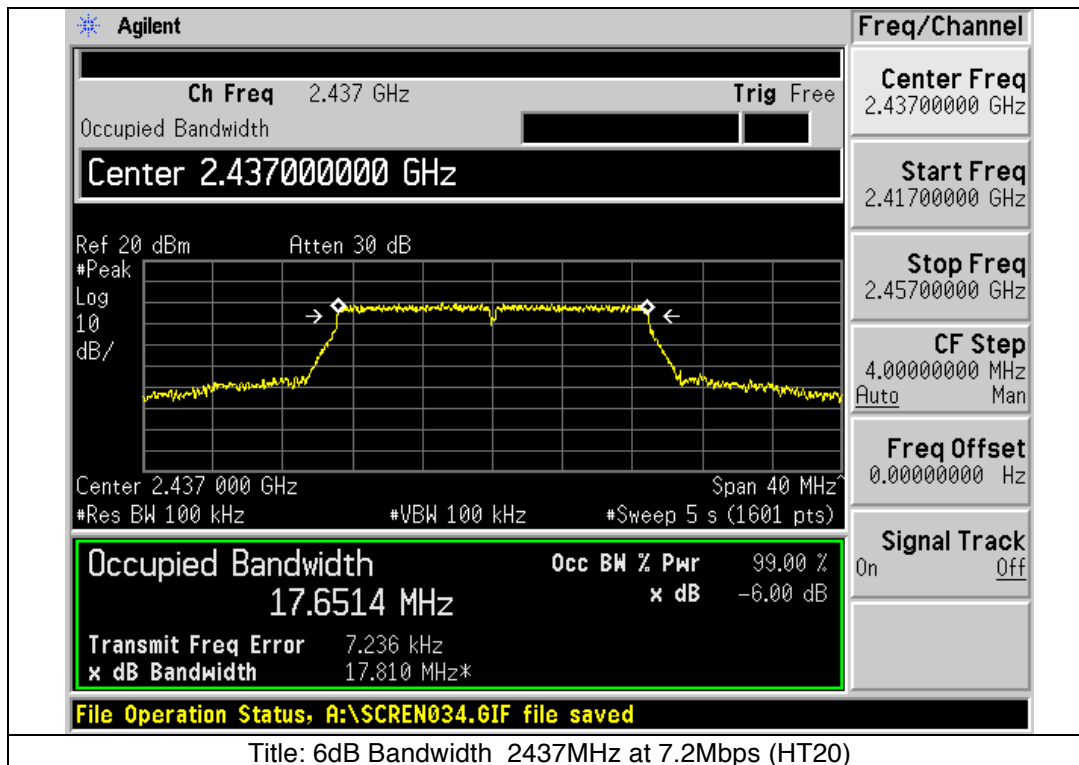 Agilent
Freq/Channel
Ch Freq 2.437 GHz Trig Free
Occupied Bandwidth
Center 2.437000000 GHz
Ref 20 dBm Atten 30 dB
#Peak
Log
10
dB/
Center 2.437 000 GHz Span 40 MHz^
#Res BW 100 kHz #VBW 100 kHz #Sweep 5 s (1601 pts)
Occupied Bandwidth Occ BW % Pwr 99.00 %
17.6514 MHz x dB -6.00 dB
Transmit Freq Error 7.236 kHz
x dB Bandwidth 17.810 MHz*
File Operation Status, A:\SCREN034.GIF file saved
Center Freq
2.43700000 GHz
Start Freq
2.41700000 GHz
Stop Freq
2.45700000 GHz
CF Step
4.00000000 MHz
Auto Man
Freq Offset
0.00000000 Hz
Signal Track
On Off
Title: 6dB Bandwidth 2437MHz at 7.2Mbps (HT20)